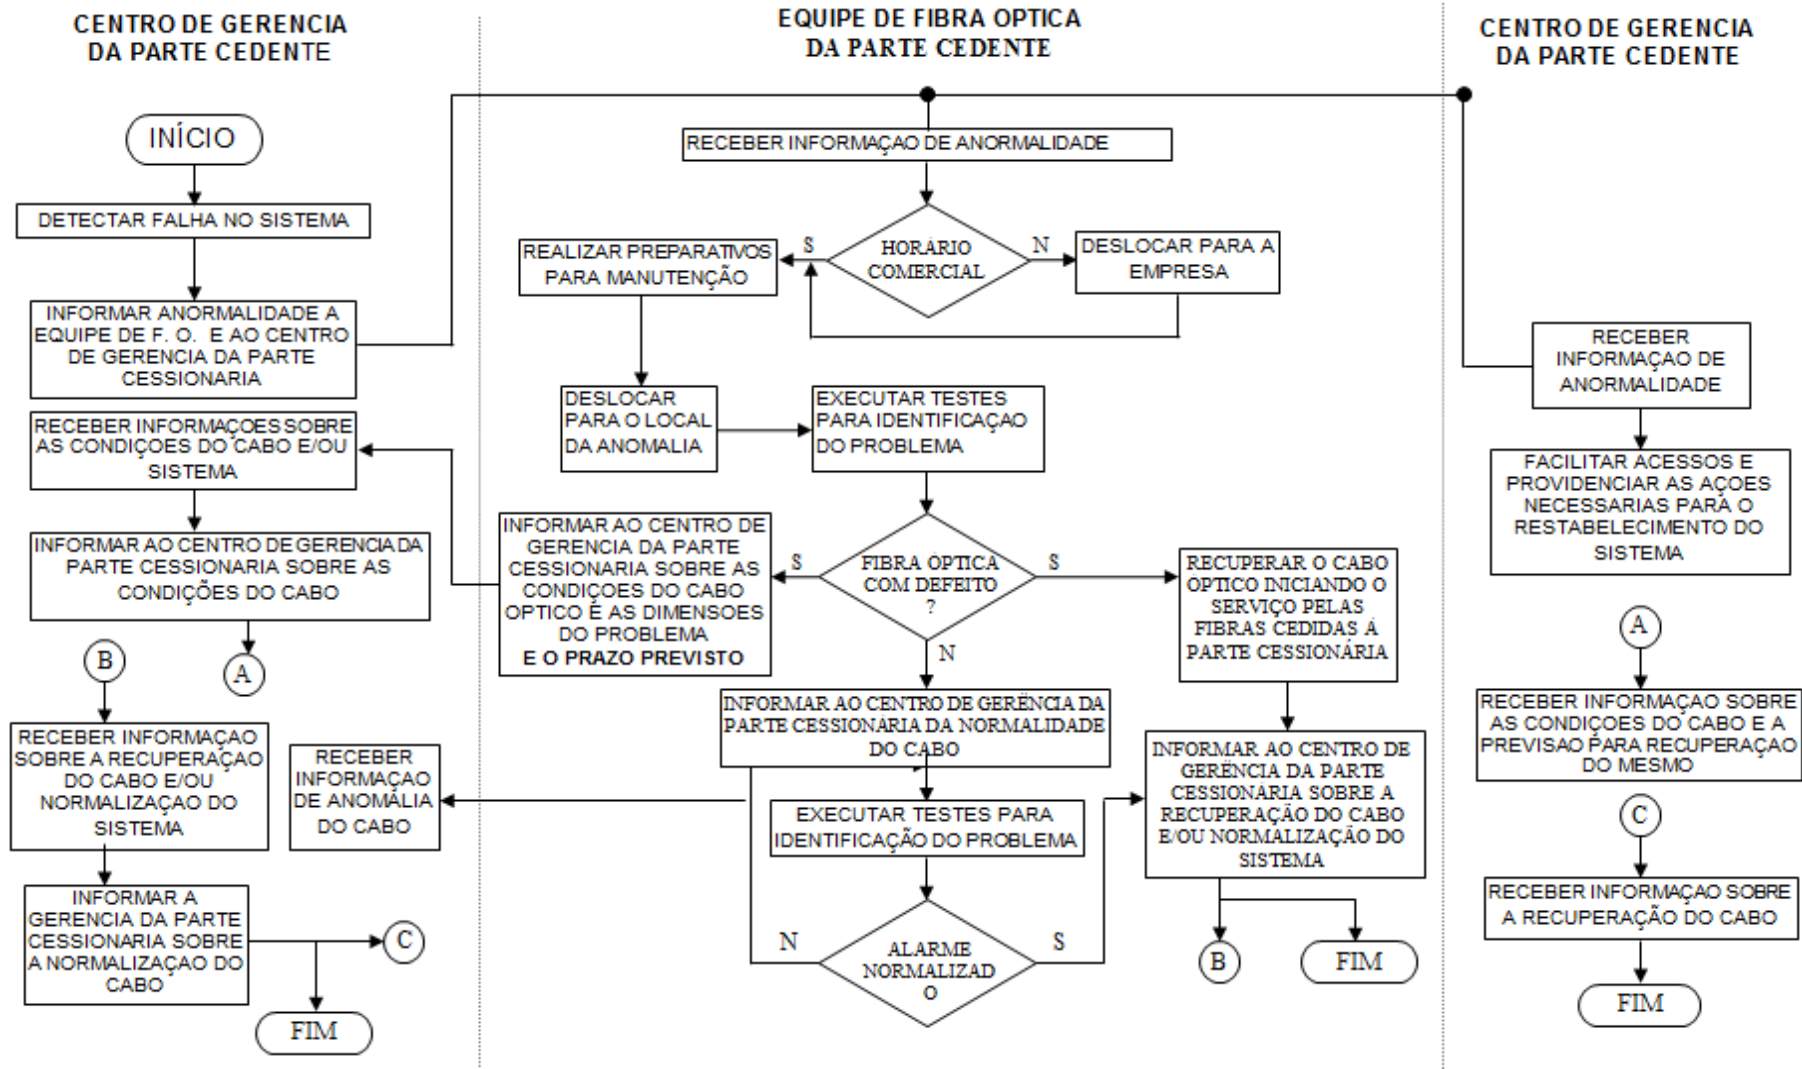 CENTRO DE GERENCIA
DA PARTE CEDENTE
INÍCIO
DETECTAR FALHA NO SISTEMA
INFORMAR ANORMALIDADE A
EQUIPE DE F. O. E AO CENTRO
DE GERENCIA DA PARTE
CESSIONARIA
RECEBER INFORMAÇOES SOBRE
AS CONDIÇOES DO CABO E/OU
SISTEMA
INFORMAR AO CENTRO DE GERENCIA DA
PARTE CESSIONARIA SOBRE AS
CONDIÇÕES DO CABO
B
A
RECEBER INFORMAÇAO
SOBRE A RECUPERAÇAO
DO CABO E/OU
NORMALIZAÇAO DO
SISTEMA
RECEBER
INFORMAÇAO
DE ANOMALIA
DO CABO
INFORMAR A
GERENCIA DA PARTE
CESSIONARIA SOBRE
A NORMALIZAÇAO DO
CABO
C
FIM
EQUIPE DE FIBRA OPTICA
DA PARTE CEDENTE
RECEBER INFORMAÇAO DE ANORMALIDADE
HORÁRIO
COMERCIAL
S
N
REALIZAR PREPARATIVOS
PARA MANUTENÇÃO
DESLOCAR PARA A
EMPRESA
DESLOCAR
PARA O LOCAL
DA ANOMALIA
EXECUTAR TESTES
PARA IDENTIFICAÇAO
DO PROBLEMA
INFORMAR AO CENTRO DE
GERENCIA DA PARTE
CESSIONARIA SOBRE AS
CONDIÇOES DO CABO
OPTICO E AS DIMENSOES
DO PROBLEMA
E O PRAZO PREVISTO
S
FIBRA ÓPTICA
COM DEFEITO
?
S
N
RECUPERAR O CABO
ÓPTICO INICIANDO O
SERVIÇO PELAS
FIBRAS CEDIDAS À
PARTE CESSIONÁRIA
INFORMAR AO CENTRO DE GERÊNCIA DA
PARTE CESSIONÁRIA DA NORMALIDADE
DO CABO
EXECUTAR TESTES PARA
IDENTIFICAÇÃO DO PROBLEMA
N
ALARME
NORMALIZAD
O
S
INFORMAR AO CENTRO DE
GERÊNCIA DA PARTE
CESSIONÁRIA SOBRE A
RECUPERAÇÃO DO CABO
E/OU NORMALIZAÇÃO DO
SISTEMA
B
FIM
CENTRO DE GERENCIA
DA PARTE CEDENTE
RECEBER
INFORMAÇAO DE
ANORMALIDADE
FACILITAR ACESSOS E
PROVIDENCIAR AS AÇOES
NECESSARIAS PARA O
RESTABELECIMENTO DO
SISTEMA
A
RECEBER INFORMAÇAO SOBRE
AS CONDIÇOES DO CABO E A
PREVISAO PARA RECUPERAÇAO
DO MESMO
C
RECEBER INFORMAÇAO SOBRE
A RECUPERAÇÃO DO CABO
FIM